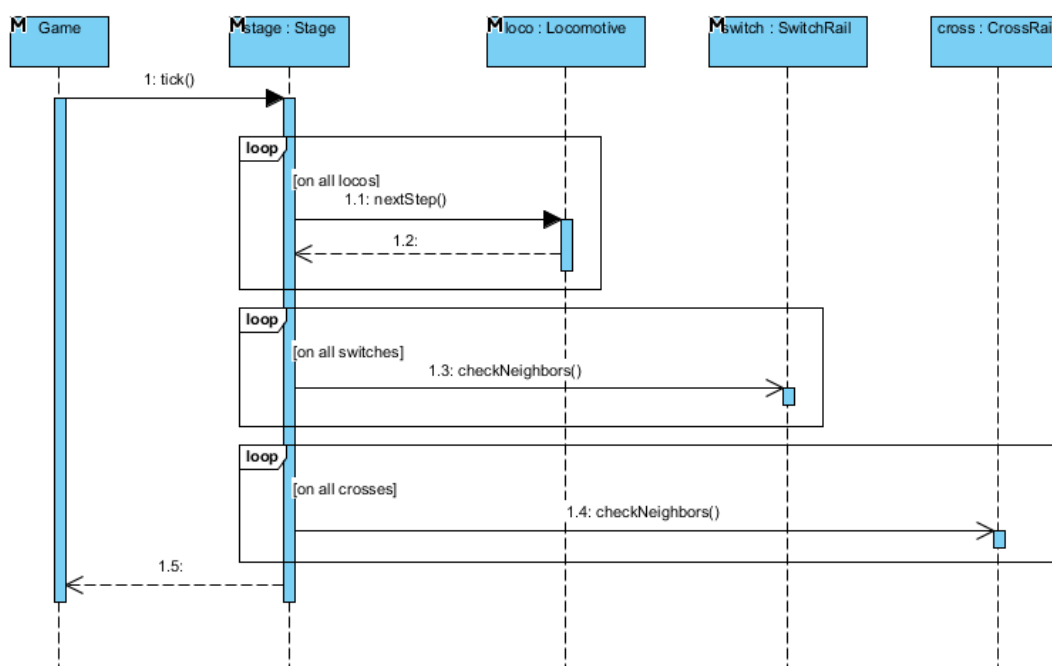 M Game
M stage : Stage
M loco : Locomotive
M switch : SwitchRail
cross : CrossRail
1: tick()
loop
[on all locos]
1.1: nextStep()
1.2:
loop
[on all switches]
1.3: checkNeighbors()
loop
[on all crosses]
1.4: checkNeighbors()
1.5: